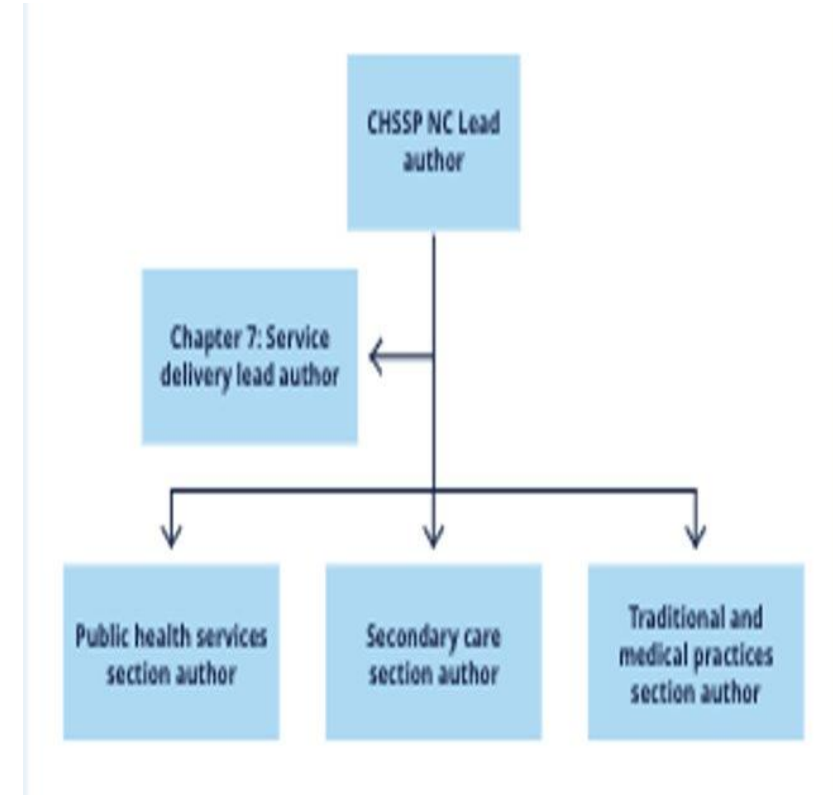 CHSSP NC Lead
author
Chapter 7: Service
delivery lead author
Public health services
section author
Secondary care
section author
Traditional and
medical practices
section author